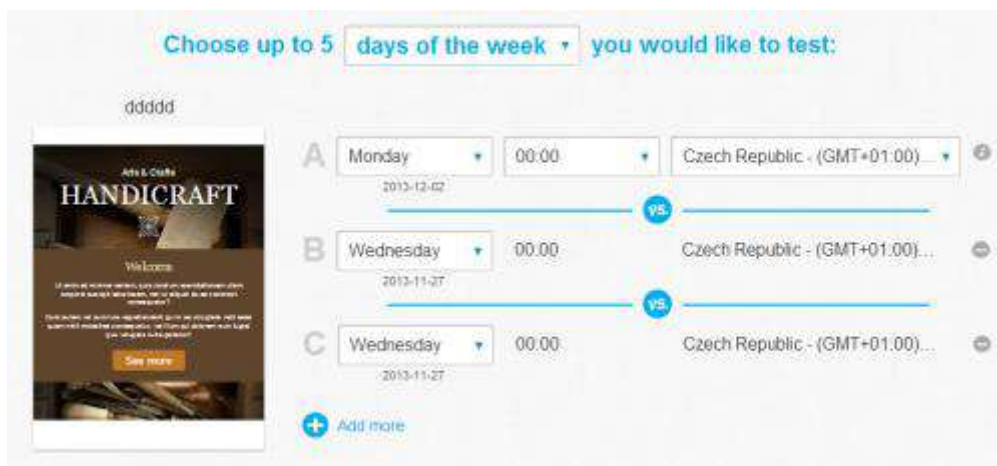 Choose up to 5 days of the week you would like to test:
ddddd
Arts & Crafts
HANDICRAFT
Welcome
See more
A Monday 00:00 Czech Republic - (GMT+01:00)...
2013-12-02
vs.
B Wednesday 00:00 Czech Republic - (GMT+01:00)...
2013-11-27
vs.
C Wednesday 00:00 Czech Republic - (GMT+01:00)...
2013-11-27
Add more